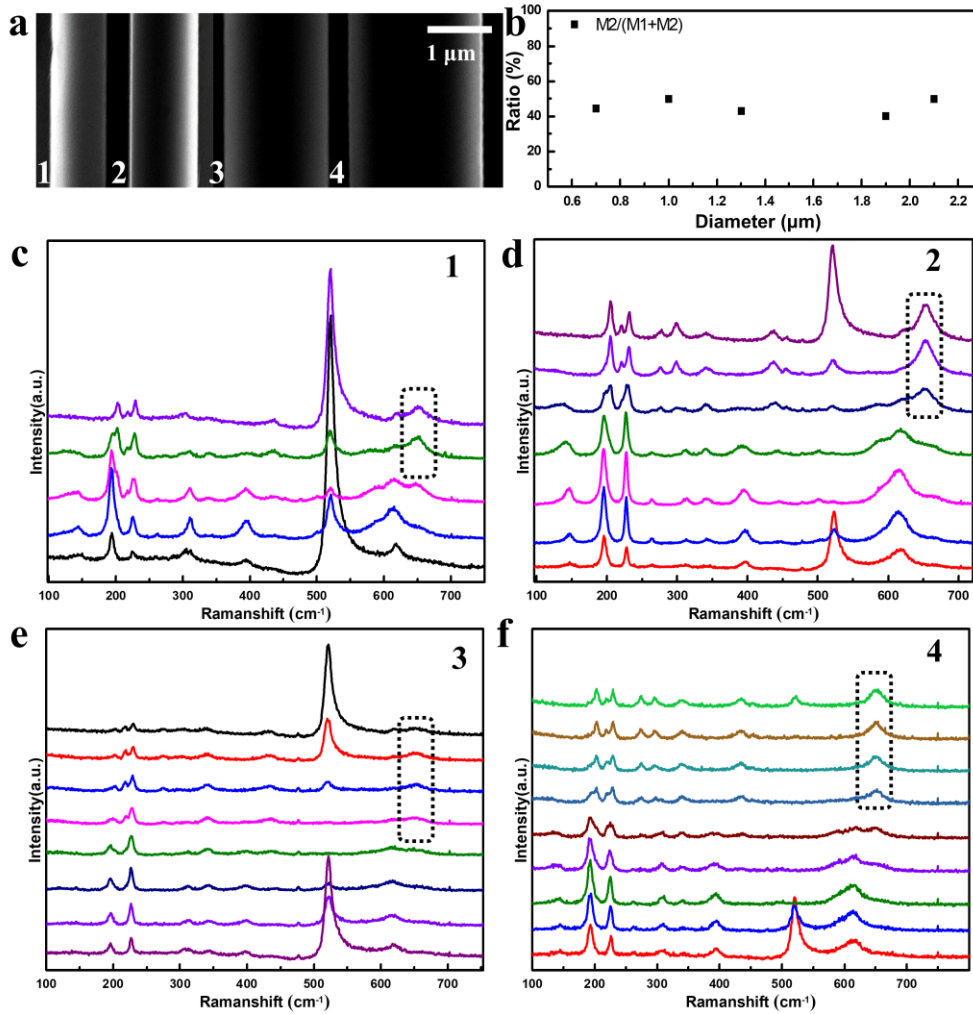 a
1 μm
1 2 3 4
b
M2/(M1+M2)
Ratio (%)
100
80
60
40
20
0
0.6 0.8 1.0 1.2 1.4 1.6 1.8 2.0 2.2
Diameter (μm)
c
1
Intensity(a.u.)
100 200 300 400 500 600 700
Ramanshift (cm⁻¹)
d
2
Intensity(a.u.)
100 200 300 400 500 600 700
Ramanshift (cm⁻¹)
e
3
Intensity(a.u.)
100 200 300 400 500 600 700
Ramanshift (cm⁻¹)
f
4
Intensity(a.u.)
100 200 300 400 500 600 700
Ramanshift (cm⁻¹)